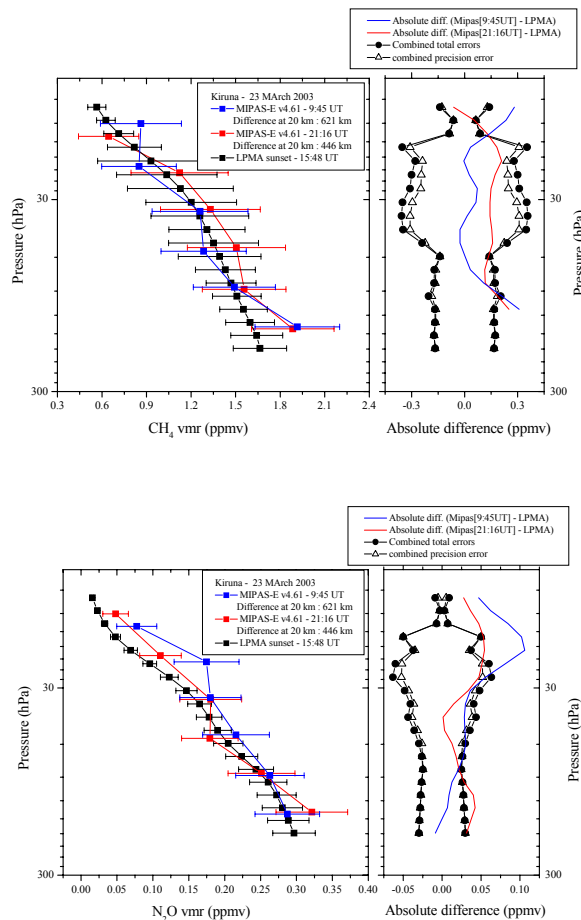 Absolute diff. (Mipas[9:45UT] - LPMA)
Absolute diff. (Mipas[21:16UT] - LPMA)
Combined total errors
combined precision error
Kiruna - 23 MArch 2003
MIPAS-E v4.61 - 9:45 UT
Difference at 20 km : 621 km
MIPAS-E v4.61 - 21:16 UT
Difference at 20 km: 446 km
LPMA sunset - 15:48 UT
Pressure (hPa)
30
300
0.3 0.6 0.9 1.2 1.5 1.8 2.1 2.4
CH4 vmr (ppmv)
30
300
Pressure (hPa)
-0.3 0.0 0.3
Absolute difference (ppmv)
Absolute diff. (Mipas[9:45UT] - LPMA)
Absolute diff. (Mipas[21:16UT] - LPMA)
Combined total errors
combined precision error
Kiruna - 23 MArch 2003
MIPAS-E v4.61 - 9:45 UT
Difference at 20 km : 621 km
MIPAS-E v4.61 - 21:16 UT
Difference at 20 km : 446 km
LPMA sunset - 15:48 UT
Pressure (hPa)
30
300
0.00 0.05 0.10 0.15 0.20 0.25 0.30 0.35 0.40
N2O vmr (ppmv)
30
300
Pressure (hPa)
-0.05 0.00 0.05 0.10
Absolute difference (ppmv)